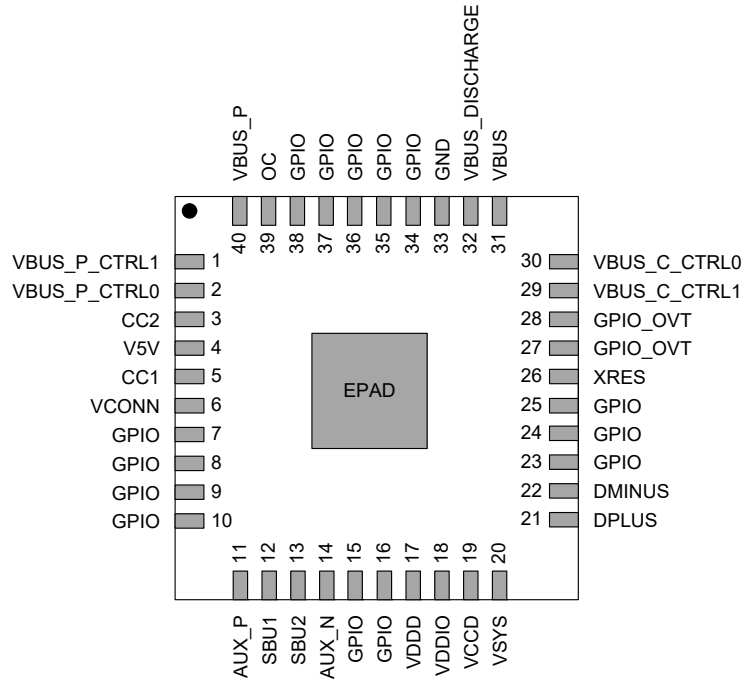 VBUS_P
OC
GPIO
GPIO
GPIO
GPIO
GPIO
GND
VBUS_DISCHARGE
VBUS
40
39
38
37
36
35
34
33
32
31
VBUS_P_CTRL1 1
VBUS_P_CTRL0 2
CC2 3
V5V 4
CC1 5
VCONN 6
GPIO 7
GPIO 8
GPIO 9
GPIO 10
EPAD
30 VBUS_C_CTRL0
29 VBUS_C_CTRL1
28 GPIO_OVT
27 GPIO_OVT
26 XRES
25 GPIO
24 GPIO
23 GPIO
22 DMINUS
21 DPLUS
11
12
13
14
15
16
17
18
19
20
AUX_P
SBU1
SBU2
AUX_N
GPIO
GPIO
VDDD
VDDIO
VCCD
VSYS